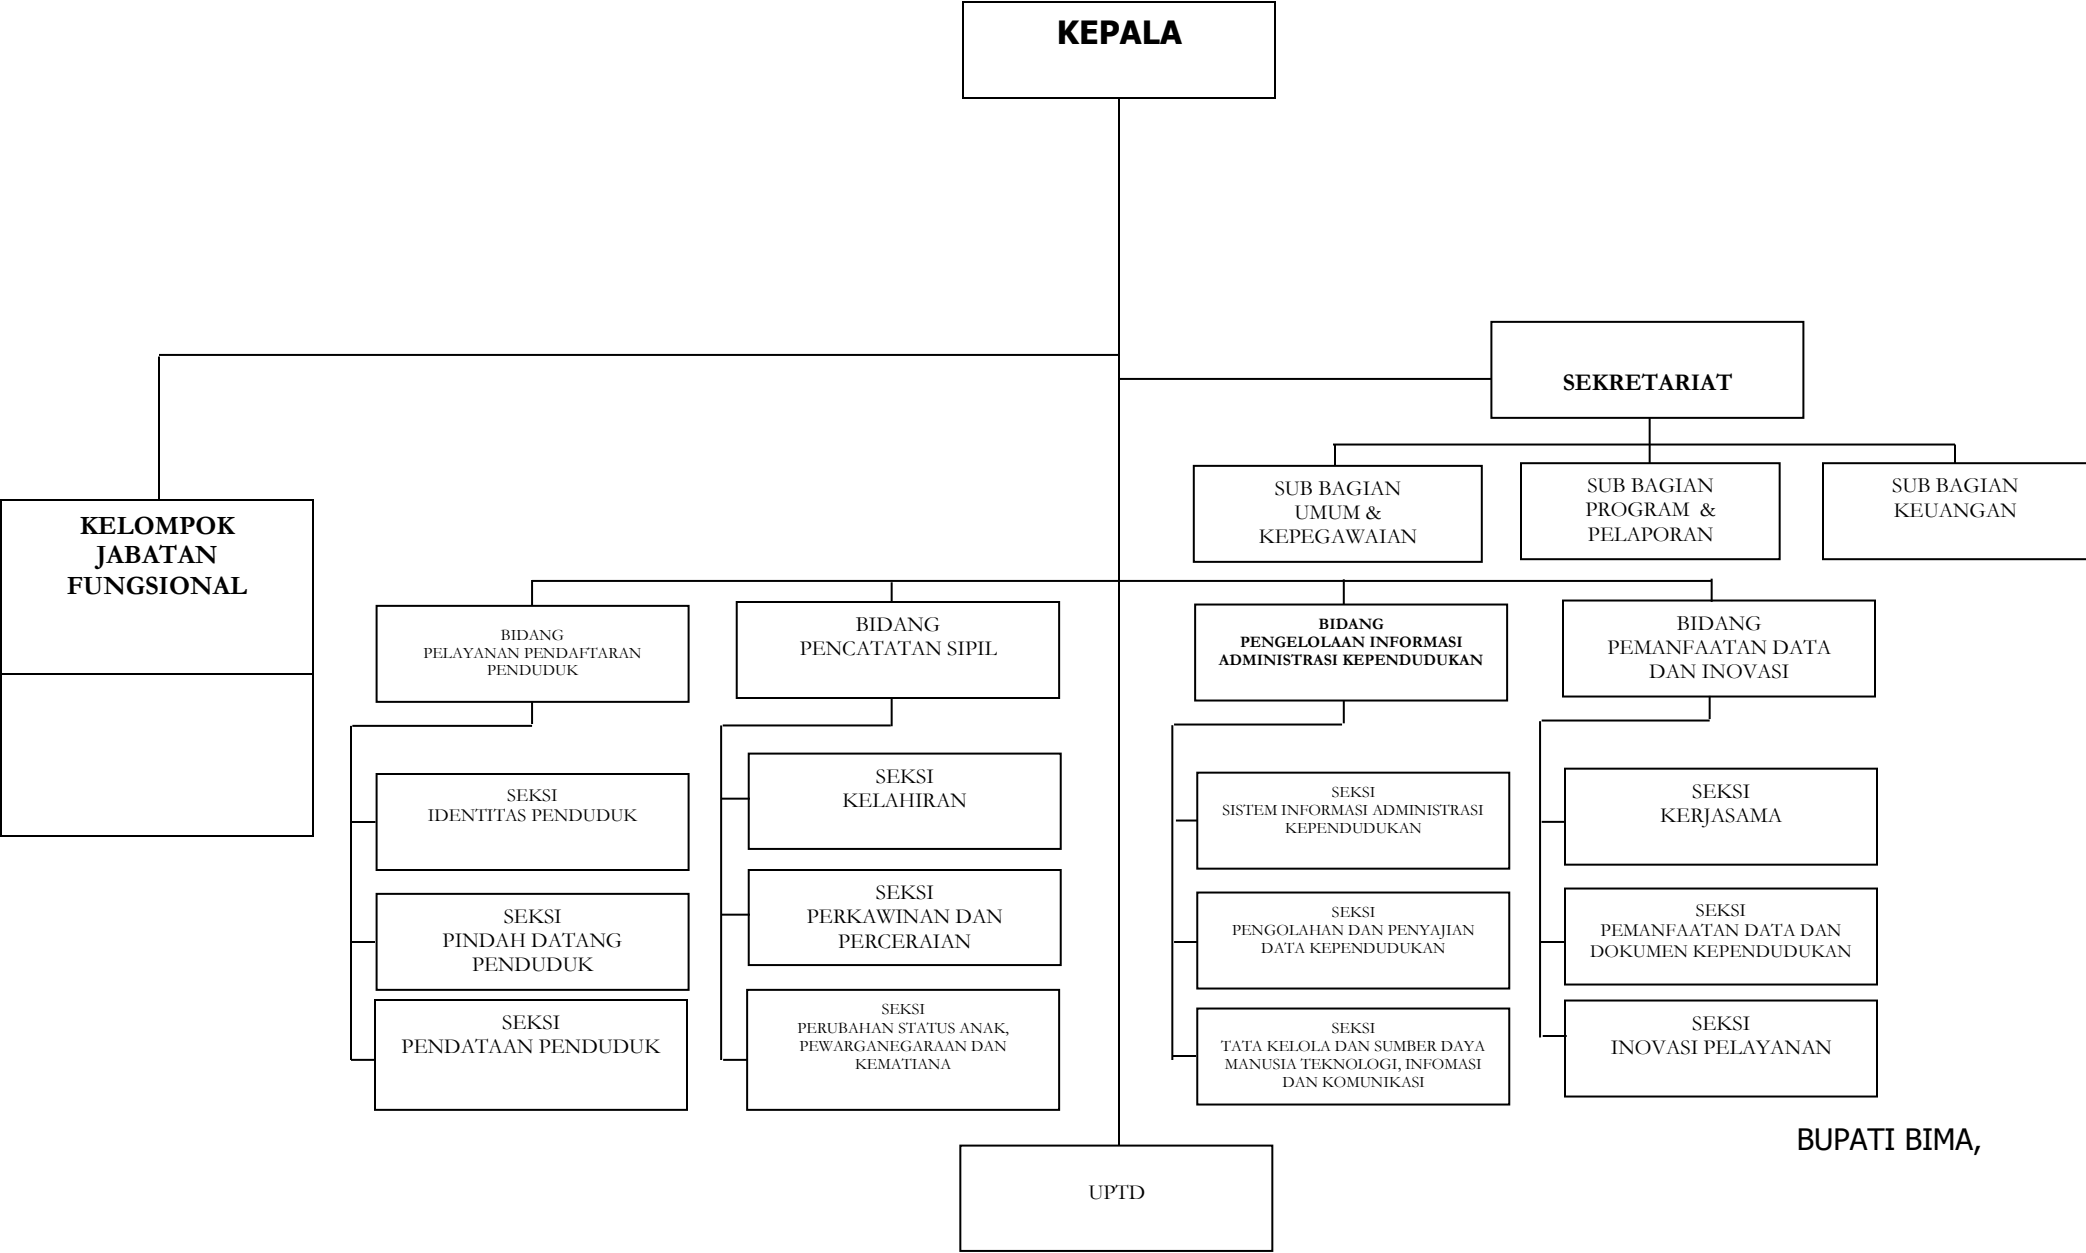 KEPALA
SEKRETARIAT
SUB BAGIAN
UMUM &
KEPEGAWAIAN
SUB BAGIAN
PROGRAM &
PELAPORAN
SUB BAGIAN
KEUANGAN
KELOMPOK
JABATAN
FUNGSIONAL
BIDANG
PELAYANAN PENDAFTARAN
PENDUDUK
BIDANG
PENCATATAN SIPIL
BIDANG
PENGELOLAAN INFORMASI
ADMINISTRASI KEPENDUDUKAN
BIDANG
PEMANFAATAN DATA
DAN INOVASI
SEKSI
IDENTITAS PENDUDUK
SEKSI
PINDAH DATANG
PENDUDUK
SEKSI
PENDATAAN PENDUDUK
SEKSI
KELAHIRAN
SEKSI
PERKAWINAN DAN
PERCERAIAN
SEKSI
PERUBAHAN STATUS ANAK,
PEWARGANEGARAAN DAN
KEMATIANA
SEKSI
SISTEM INFORMASI ADMINISTRASI
KEPENDUDUKAN
SEKSI
PENGOLAHAN DAN PENYAJIAN
DATA KEPENDUDUKAN
SEKSI
TATA KELOLA DAN SUMBER DAYA
MANUSIA TEKNOLOGI, INFOMASI
DAN KOMUNIKASI
SEKSI
KERJASAMA
SEKSI
PEMANFAATAN DATA DAN
DOKUMEN KEPENDUDUKAN
SEKSI
INOVASI PELAYANAN
BUPATI BIMA,
UPTD